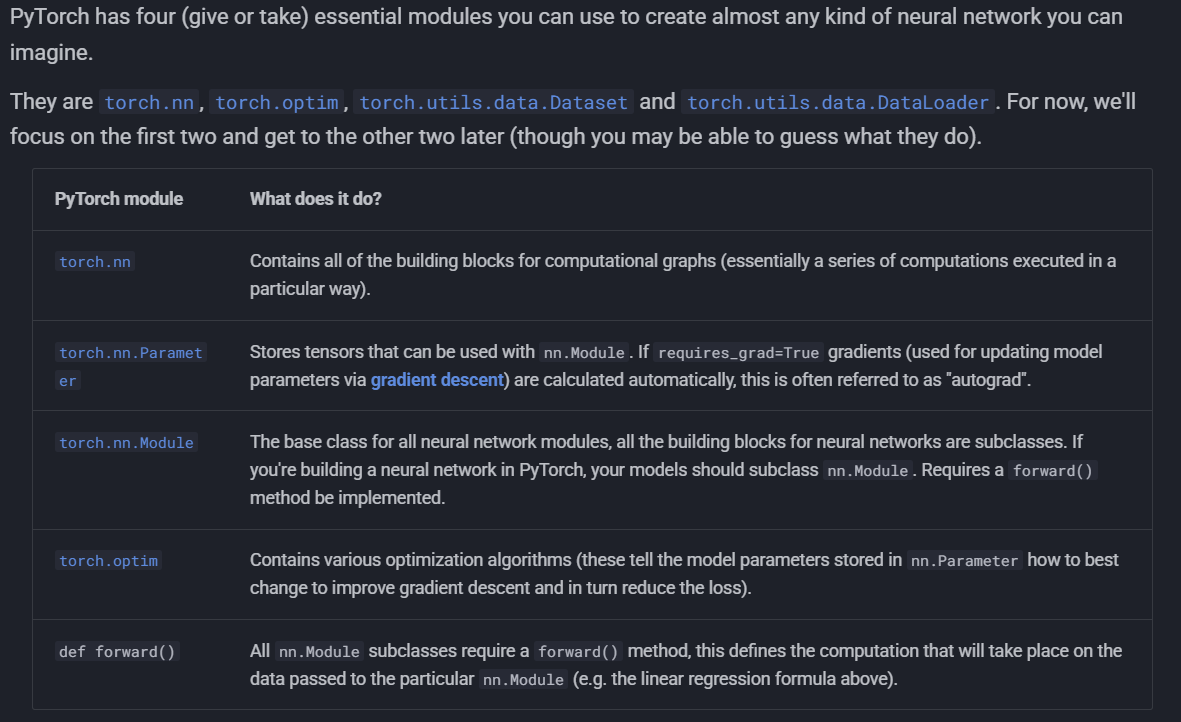 PyTorch has four (give or take) essential modules you can use to create almost any kind of neural network you can
imagine.
They are torch.nn, torch.optim, torch.utils.data.Dataset and torch.utils.data.DataLoader. For now, we'll
focus on the first two and get to the other two later (though you may be able to guess what they do).
PyTorch module What does it do?
torch.nn Contains all of the building blocks for computational graphs (essentially a series of computations executed in a
particular way).
torch.nn.Paramet Stores tensors that can be used with nn.Module. If requires_grad=True gradients (used for updating model
er parameters via gradient descent) are calculated automatically, this is often referred to as "autograd".
torch.nn.Module The base class for all neural network modules, all the building blocks for neural networks are subclasses. If
you're building a neural network in PyTorch, your models should subclass nn.Module. Requires a forward()
method be implemented.
torch.optim Contains various optimization algorithms (these tell the model parameters stored in nn.Parameter how to best
change to improve gradient descent and in turn reduce the loss).
def forward() All nn.Module subclasses require a forward() method, this defines the computation that will take place on the
data passed to the particular nn.Module (e.g. the linear regression formula above).